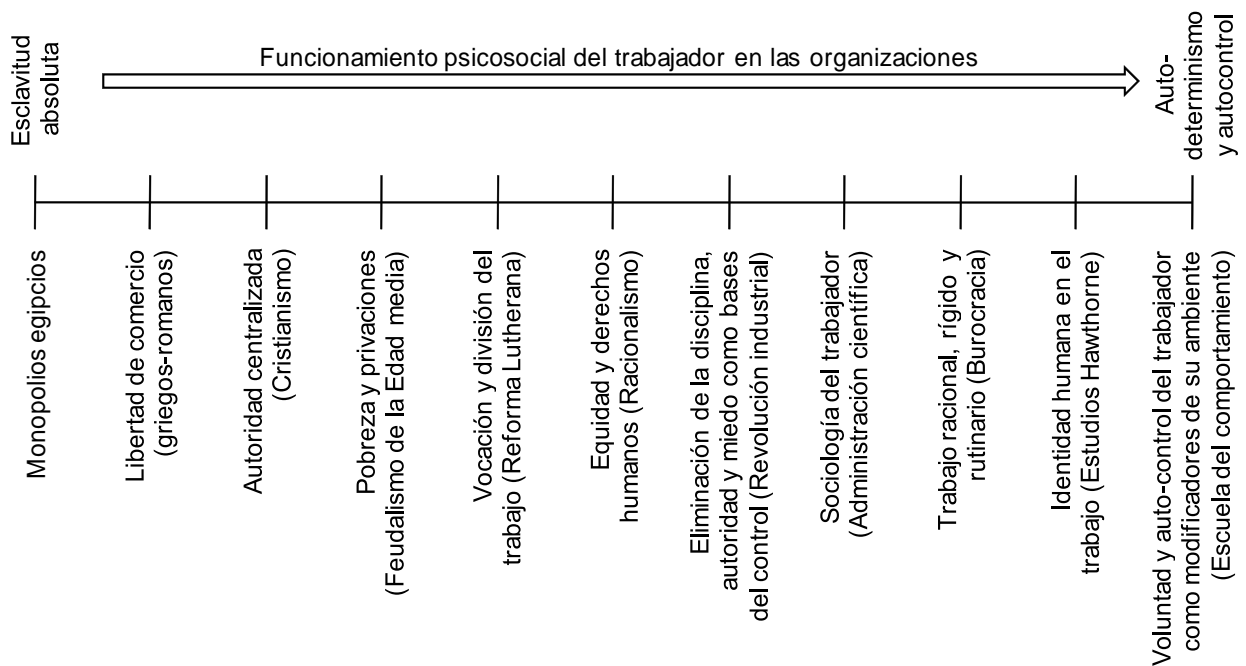 Esclavitud
absoluta
Funcionamiento psicosocial del trabajador en las organizaciones
Auto-
determinismo
y autocontrol
Monopolios egipcios
Libertad de comercio
(griegos-romanos)
Autoridad centralizada
(Cristianismo)
Pobreza y privaciones
(Feudalismo de la Edad media)
Vocación y división del
trabajo (Reforma Lutherana)
Equidad y derechos
humanos (Racionalismo)
Eliminación de la disciplina,
autoridad y miedo como bases
del control (Revolución industrial)
Sociología del trabajador
(Administración científica)
Trabajo racional, rígido y
rutinario (Burocracia)
Identidad humana en el
trabajo (Estudios Hawthorne)
Voluntad y auto-control del trabajador
como modificadores de su ambiente
(Escuela del comportamiento)